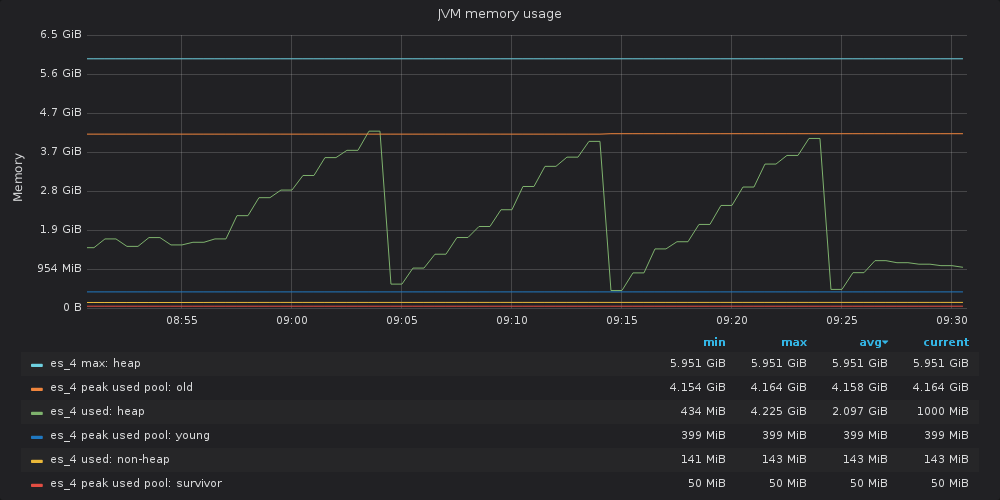 JVM memory usage
6.5 GiB
5.6 GiB
4.7 GiB
3.7 GiB
2.8 GiB
1.9 GiB
954 MiB
0 B
Memory
08:55 09:00 09:05 09:10 09:15 09:20 09:25 09:30
min max avg current
es_4 max: heap 5.951 GiB 5.951 GiB 5.951 GiB 5.951 GiB
es_4 peak used pool: old 4.154 GiB 4.164 GiB 4.158 GiB 4.164 GiB
es_4 used: heap 434 MiB 4.225 GiB 2.097 GiB 1000 MiB
es_4 peak used pool: young 399 MiB 399 MiB 399 MiB 399 MiB
es_4 used: non-heap 141 MiB 143 MiB 143 MiB 143 MiB
es_4 peak used pool: survivor 50 MiB 50 MiB 50 MiB 50 MiB